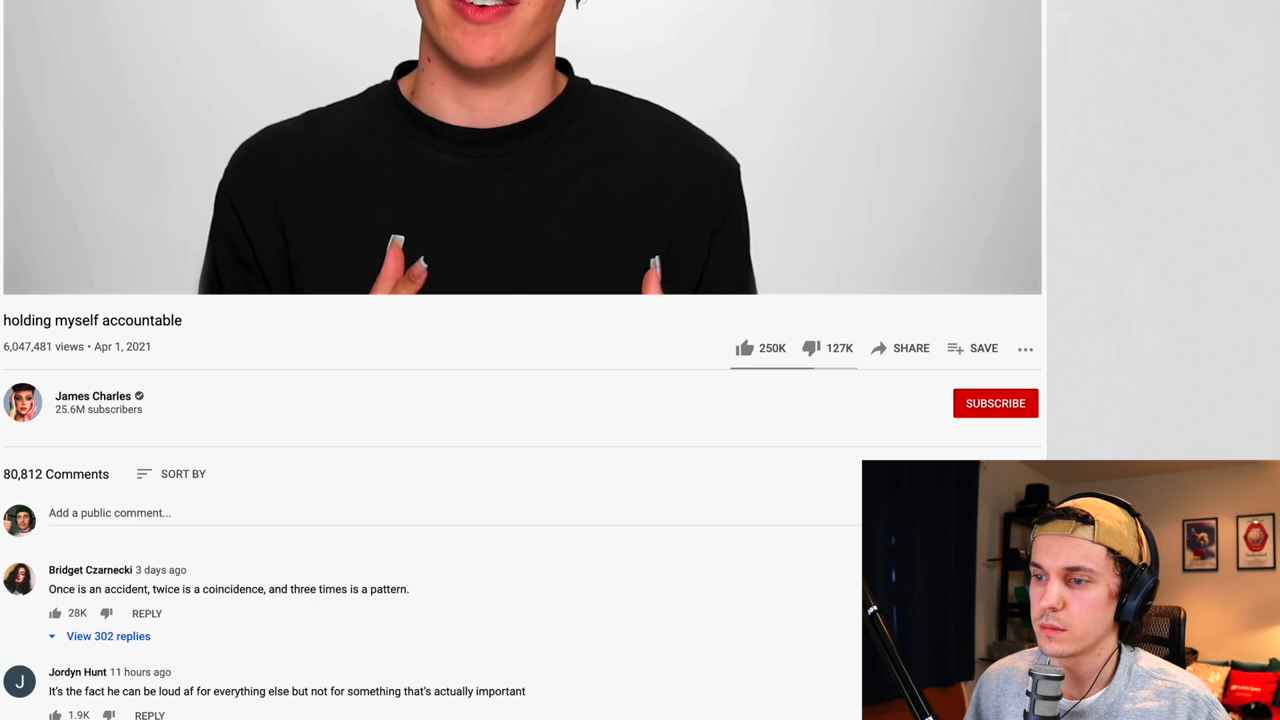 holding myself accountable
6,047,481 views • Apr 1, 2021
250K 127K SHARE SAVE
James Charles
25.6M subscribers
SUBSCRIBE
80,812 Comments SORT BY
Add a public comment...
Bridget Czarnecki 3 days ago
Once is an accident, twice is a coincidence, and three times is a pattern.
28K REPLY
View 302 replies
J
Jordyn Hunt 11 hours ago
It's the fact he can be loud af for everything else but not for something that's actually important
1.9K REPLY